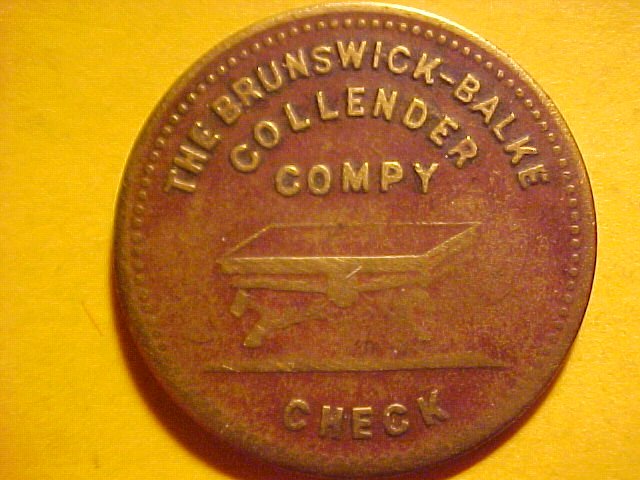 THE BRUNSWICK-BALKE
COLLENDER
COMPY
CHECK